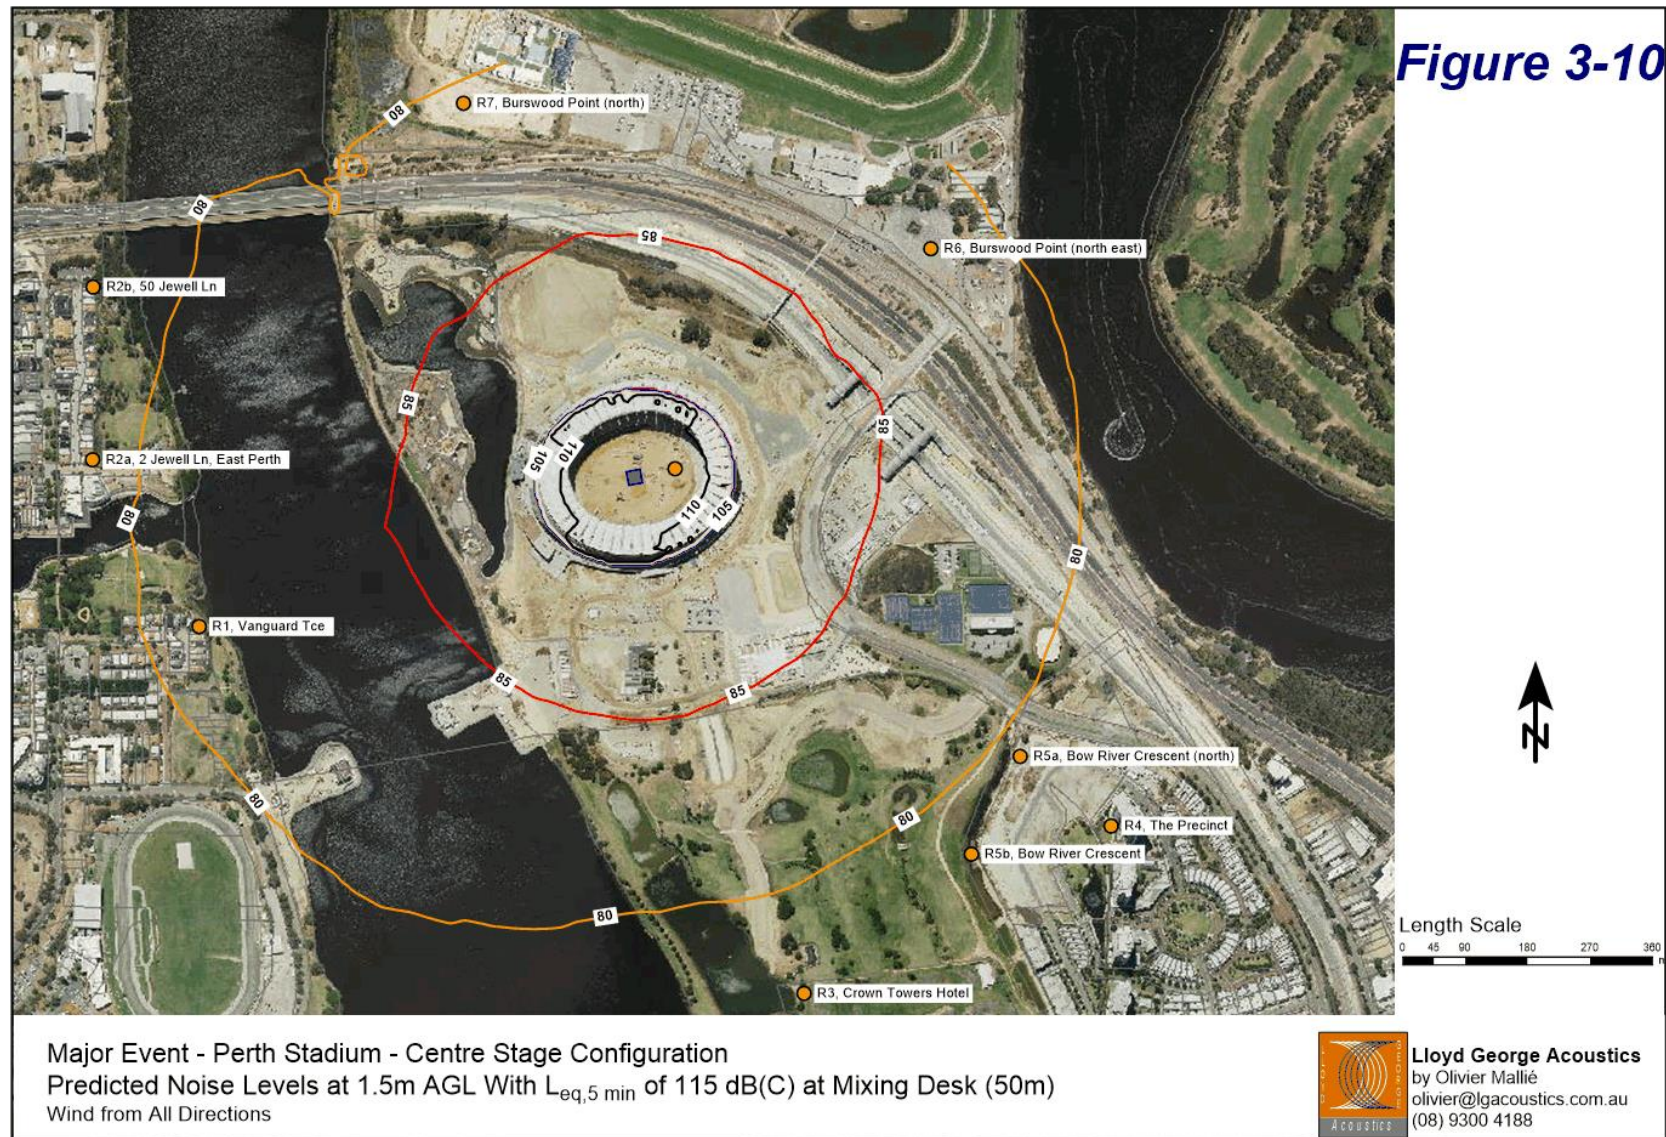 Figure 3-10
R7, Burswood Point (north)
80
80
R6, Burswood Point (north east)
85
R2b, 50 Jewell Ln
85
85
R2a, 2 Jewell Ln, East Perth
105
110
110
105
80
80
R1, Vanguard Tce
85
85
R5a, Bow River Crescent (north)
80
80
R4, The Precinct
R5b, Bow River Crescent
80
R3, Crown Towers Hotel
N
Length Scale
0 45 90 180 270 360
m
Major Event - Perth Stadium - Centre Stage Configuration
Predicted Noise Levels at 1.5m AGL With Leq,5 min of 115 dB(C) at Mixing Desk (50m)
Wind from All Directions
Lloyd George Acoustics
by Olivier Mallié
olivier@lgacoustics.com.au
(08) 9300 4188
LLOYD
GEORGE
Acoustics